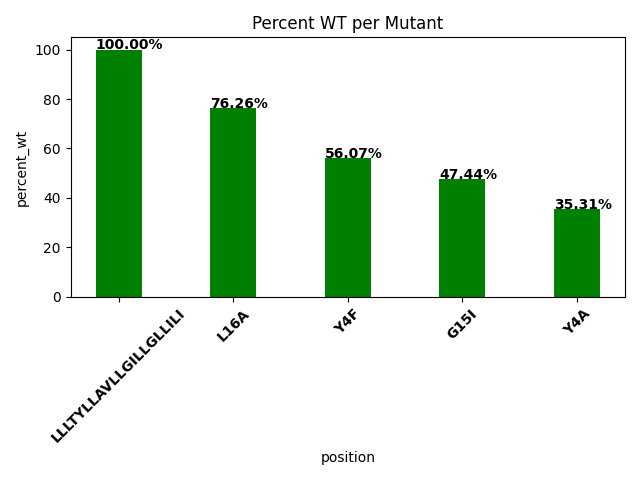 Percent WT per Mutant
percent_wt
100
80
60
40
20
0
100.00%
76.26%
56.07%
47.44%
35.31%
LLLTYLLAVLLGILLGLLILI
L16A
Y4F
G15I
Y4A
position